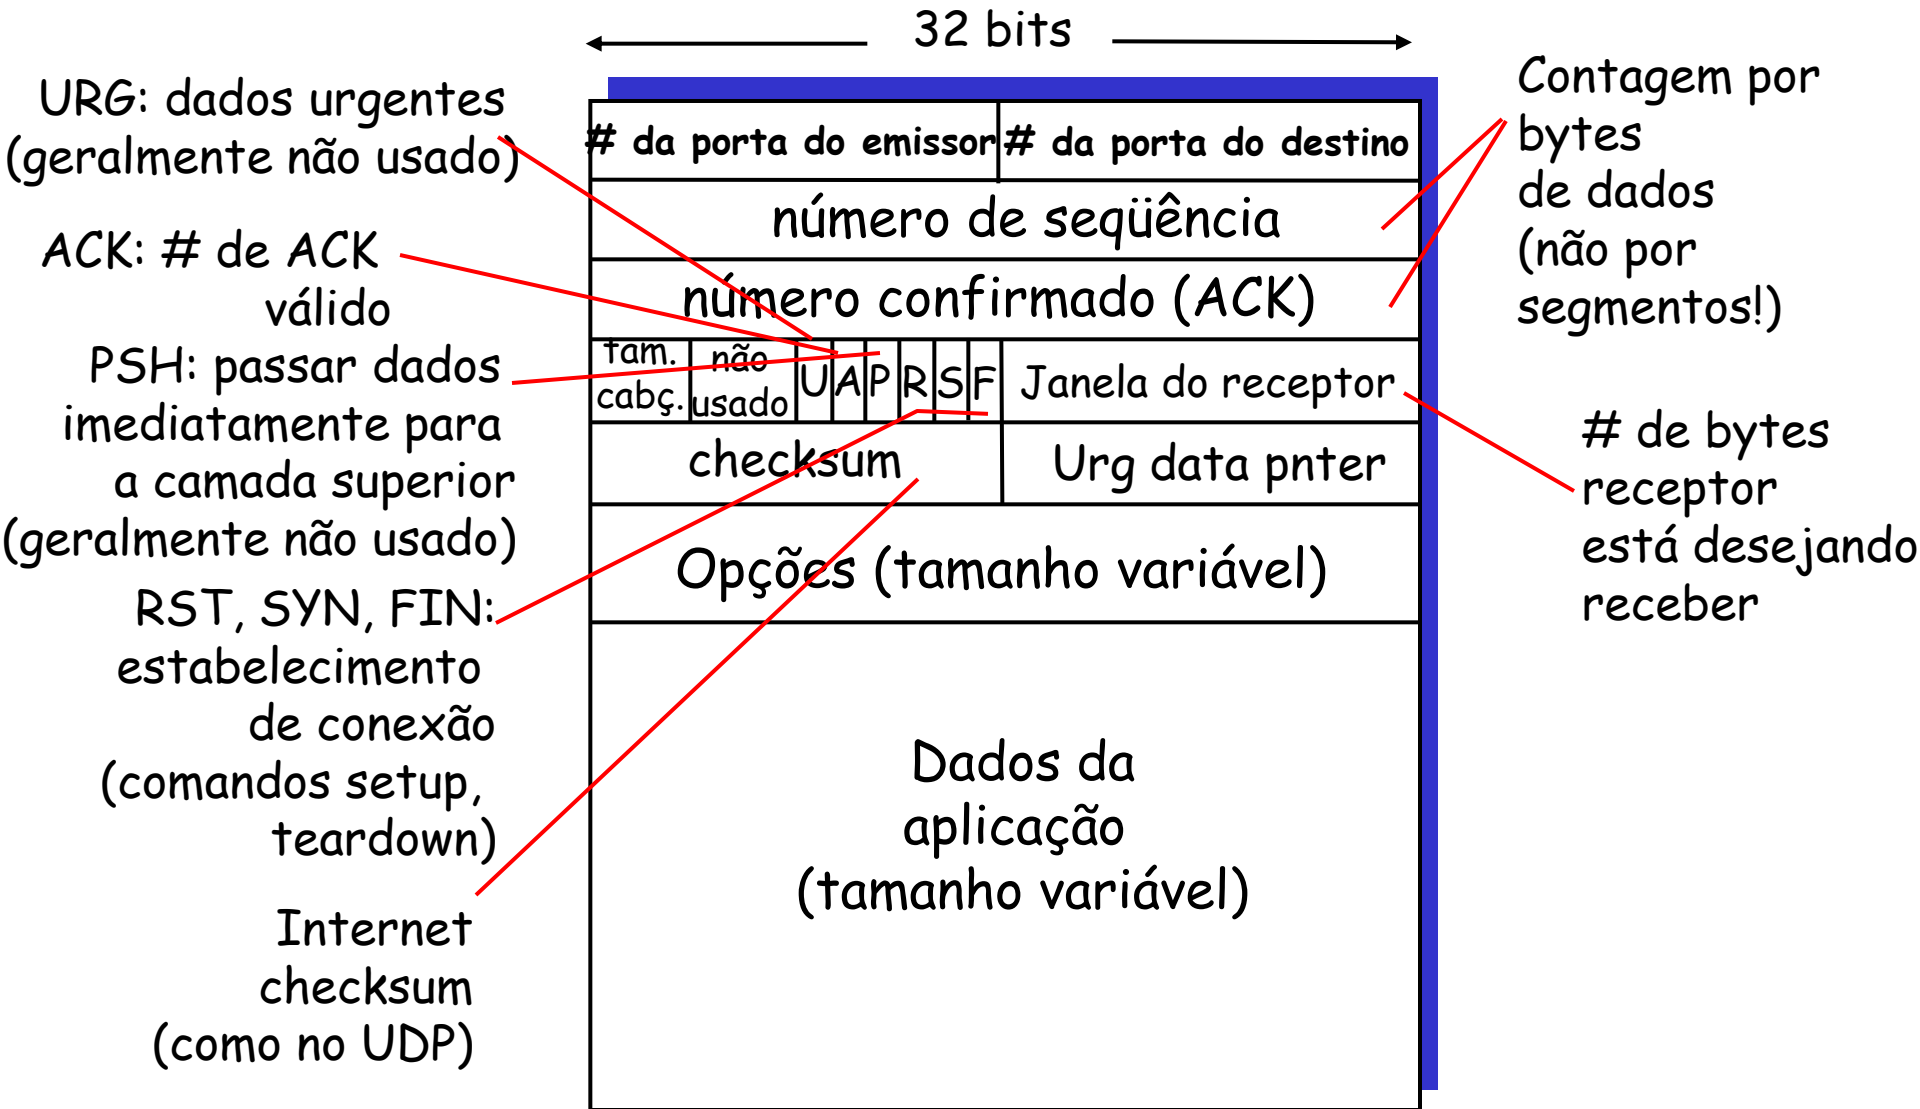 32 bits
URG: dados urgentes
(geralmente não usado)
ACK: # de ACK
válido
PSH: passar dados
imediatamente para
a camada superior
(geralmente não usado)
RST, SYN, FIN:
estabelecimento
de conexão
(comandos setup,
teardown)
Internet
checksum
(como no UDP)
# da porta do emissor # da porta do destino
número de seqüência
número confirmado (ACK)
tam.
cabç.
não
usado
U A P R S F
Janela do receptor
checksum
Urg data pnter
Opções (tamanho variável)
Dados da
aplicação
(tamanho variável)
Contagem por
bytes
de dados
(não por
segmentos!)
# de bytes
receptor
está desejando
receber